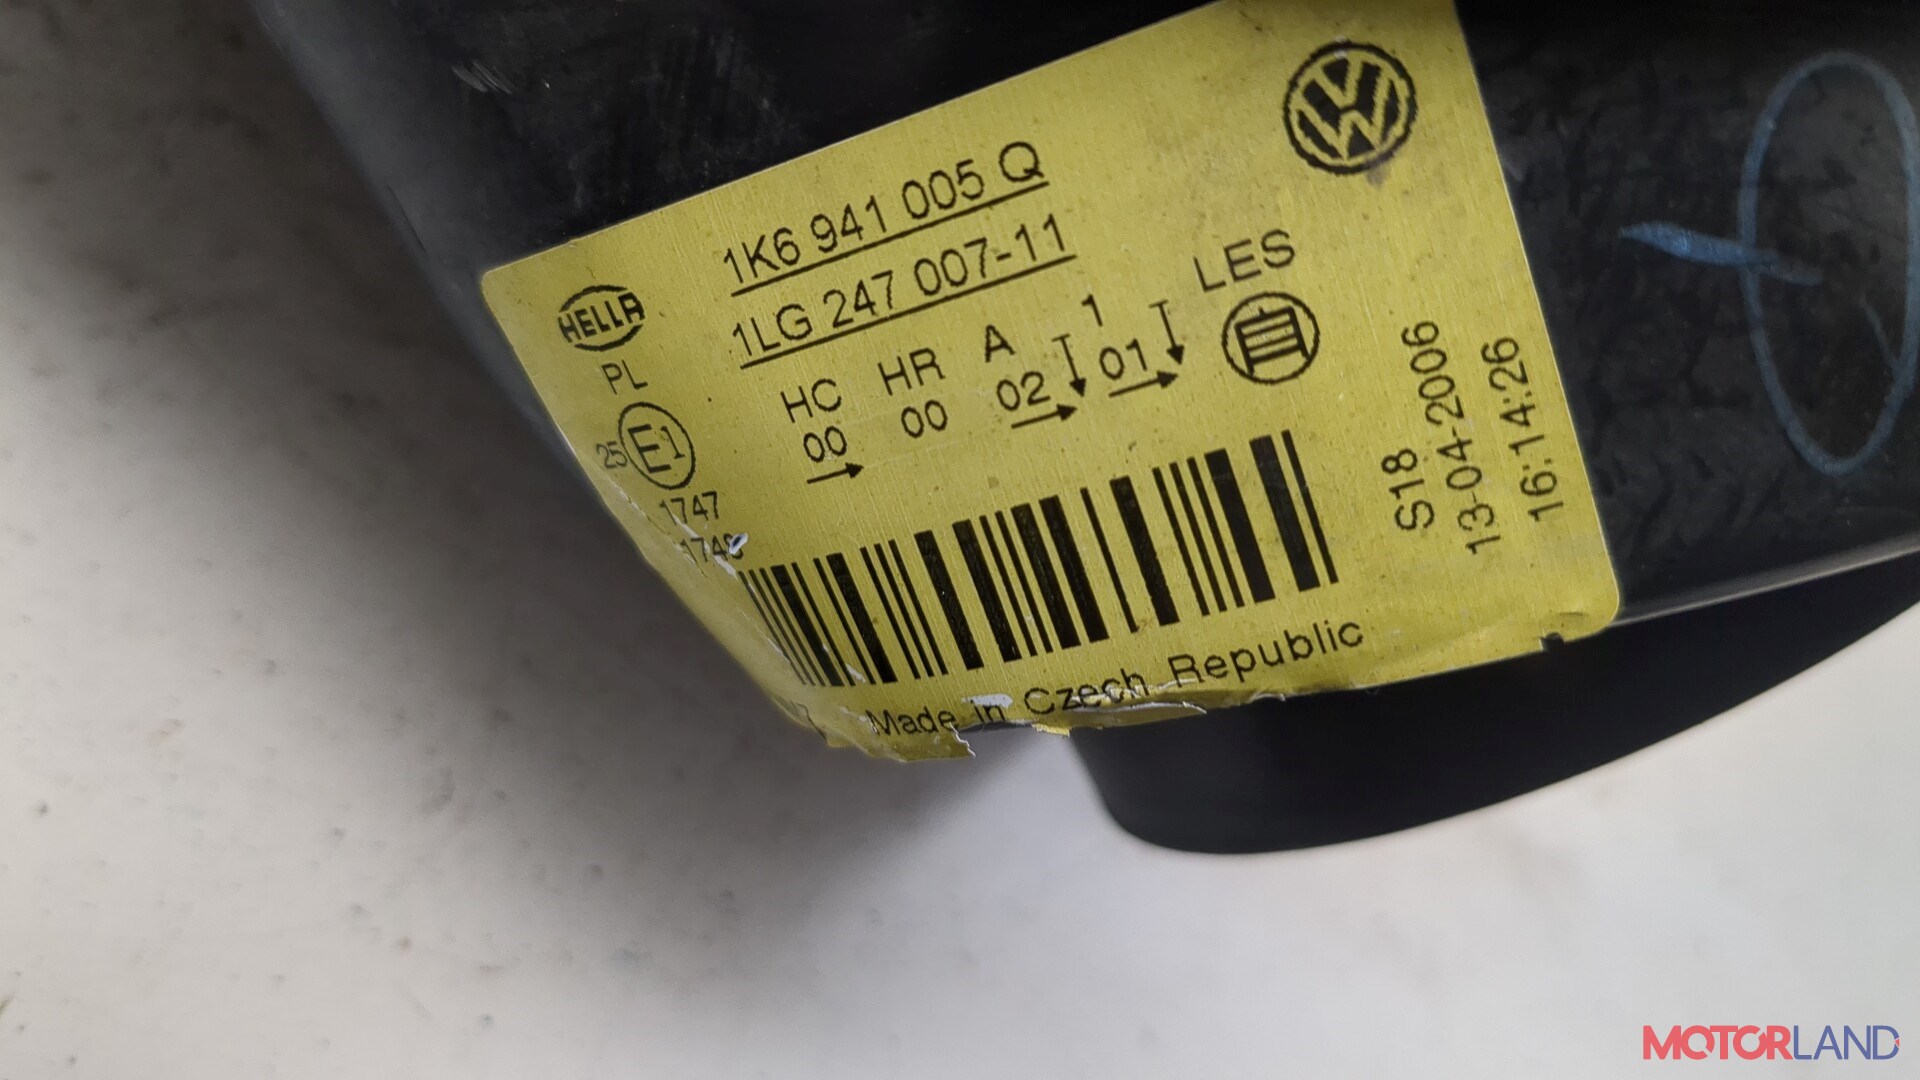 1K6 941 005 Q
1LG 247 007-11
LES
HELLA
PL
HC HR A 1
00 00 02 01
25 E1
1747
S18
13-04-2006
16:14:26
Made in Czech Republic
MOTORLAND